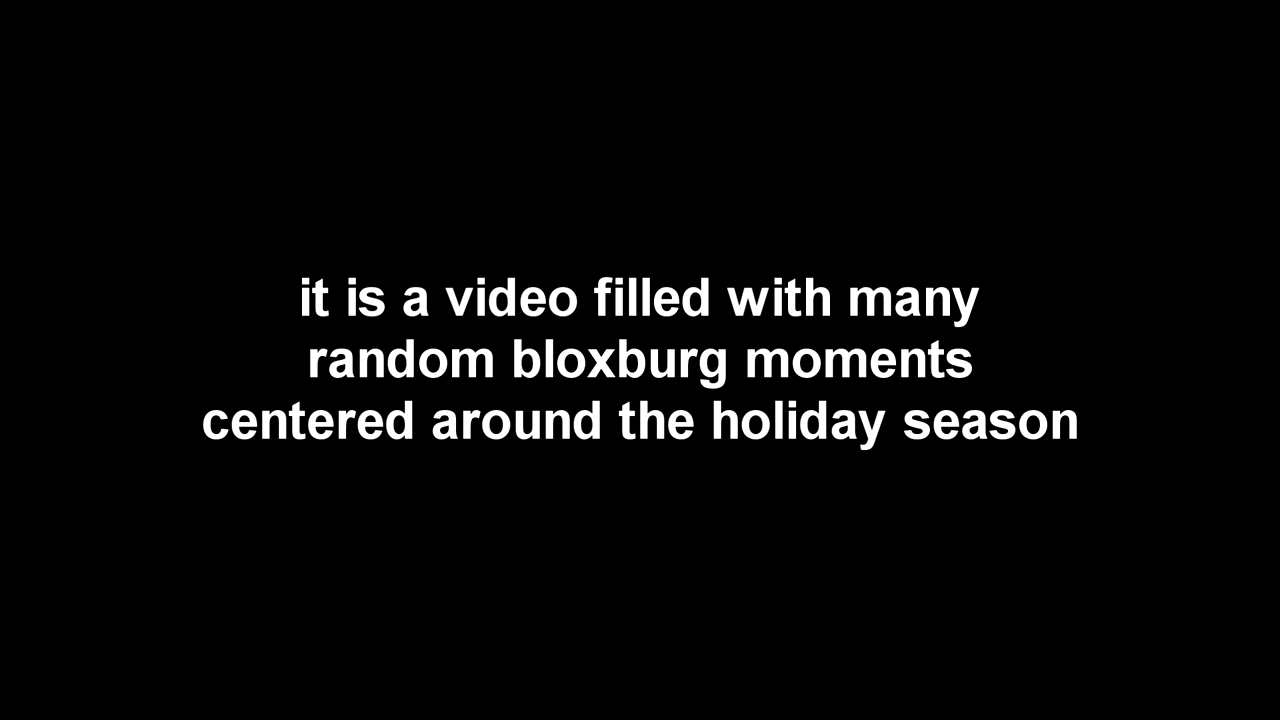 it is a video filled with many
random bloxburg moments
centered around the holiday season